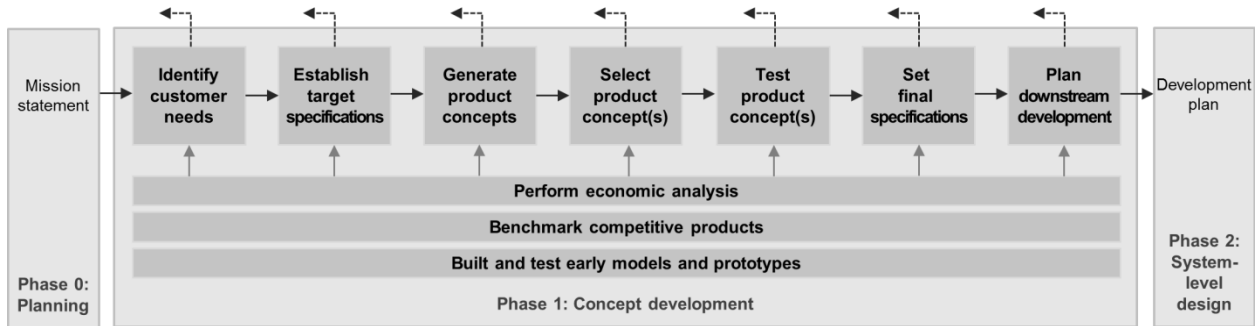 Mission
statement
Identify
customer
needs
Establish
target
specifications
Generate
product
concepts
Select
product
concept(s)
Test
product
concept(s)
Set
final
specifications
Plan
downstream
development
Development
plan
Perform economic analysis
Benchmark competitive products
Built and test early models and prototypes
Phase 0:
Planning
Phase 1: Concept development
Phase 2:
System-
level
design